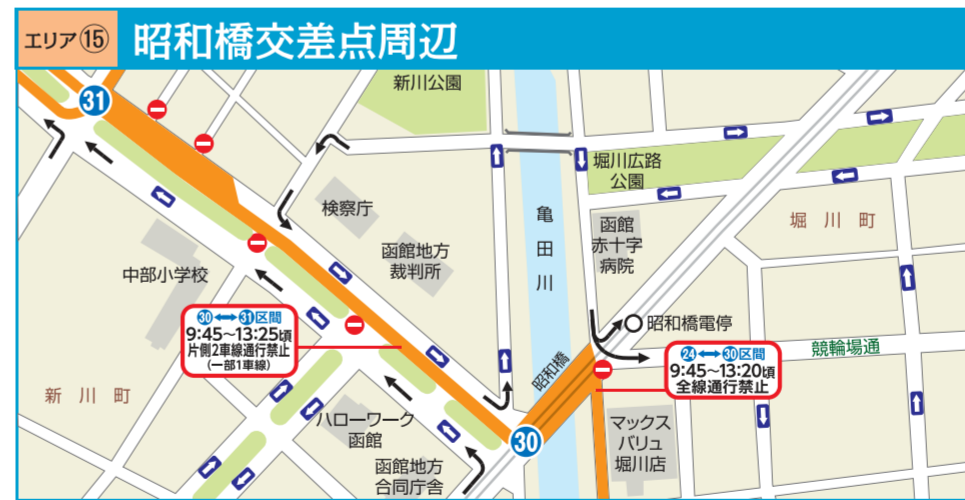 エリア⑮ 昭和橋交差点周辺
31
新川公園
堀川広路
公園
検察庁
亀田川
函館
赤十字
病院
堀川町
函館地方
裁判所
中部小学校
30⟷31区間
9:45~13:25頃
片側2車線通行禁止
(一部1車線)
昭和橋電停
24⟷30区間
9:45~13:20頃
全線通行禁止
競輪場通
昭和橋
新川町
ハローワーク
函館
30
マックス
バリュ
堀川店
函館地方
合同庁舎